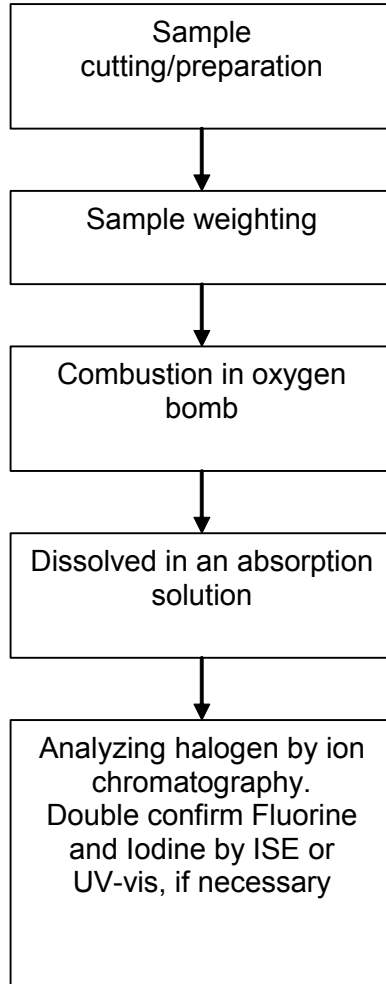 Sample
cutting/preparation
Sample weighting
Combustion in oxygen
bomb
Dissolved in an absorption
solution
Analyzing halogen by ion
chromatography.
Double confirm Fluorine
and Iodine by ISE or
UV-vis, if necessary